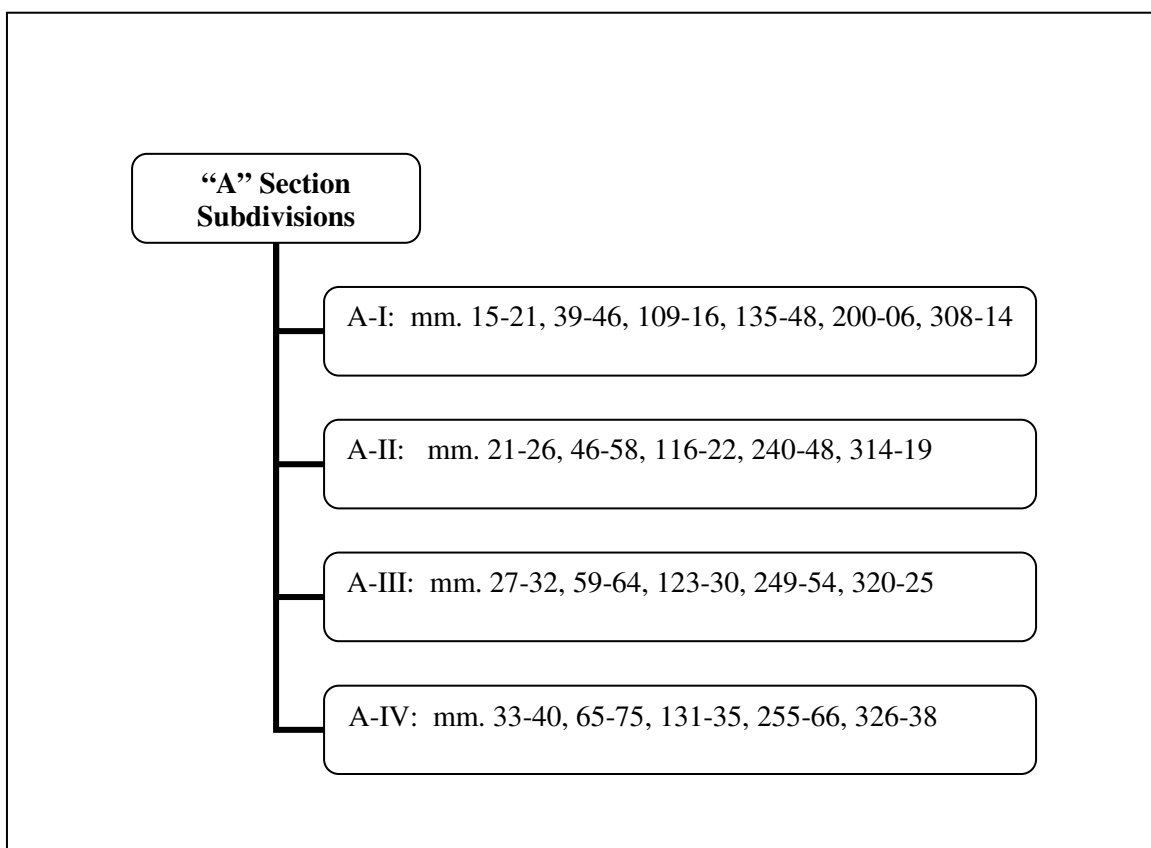 “A” Section
Subdivisions
A-I: mm. 15-21, 39-46, 109-16, 135-48, 200-06, 308-14
A-II: mm. 21-26, 46-58, 116-22, 240-48, 314-19
A-III: mm. 27-32, 59-64, 123-30, 249-54, 320-25
A-IV: mm. 33-40, 65-75, 131-35, 255-66, 326-38